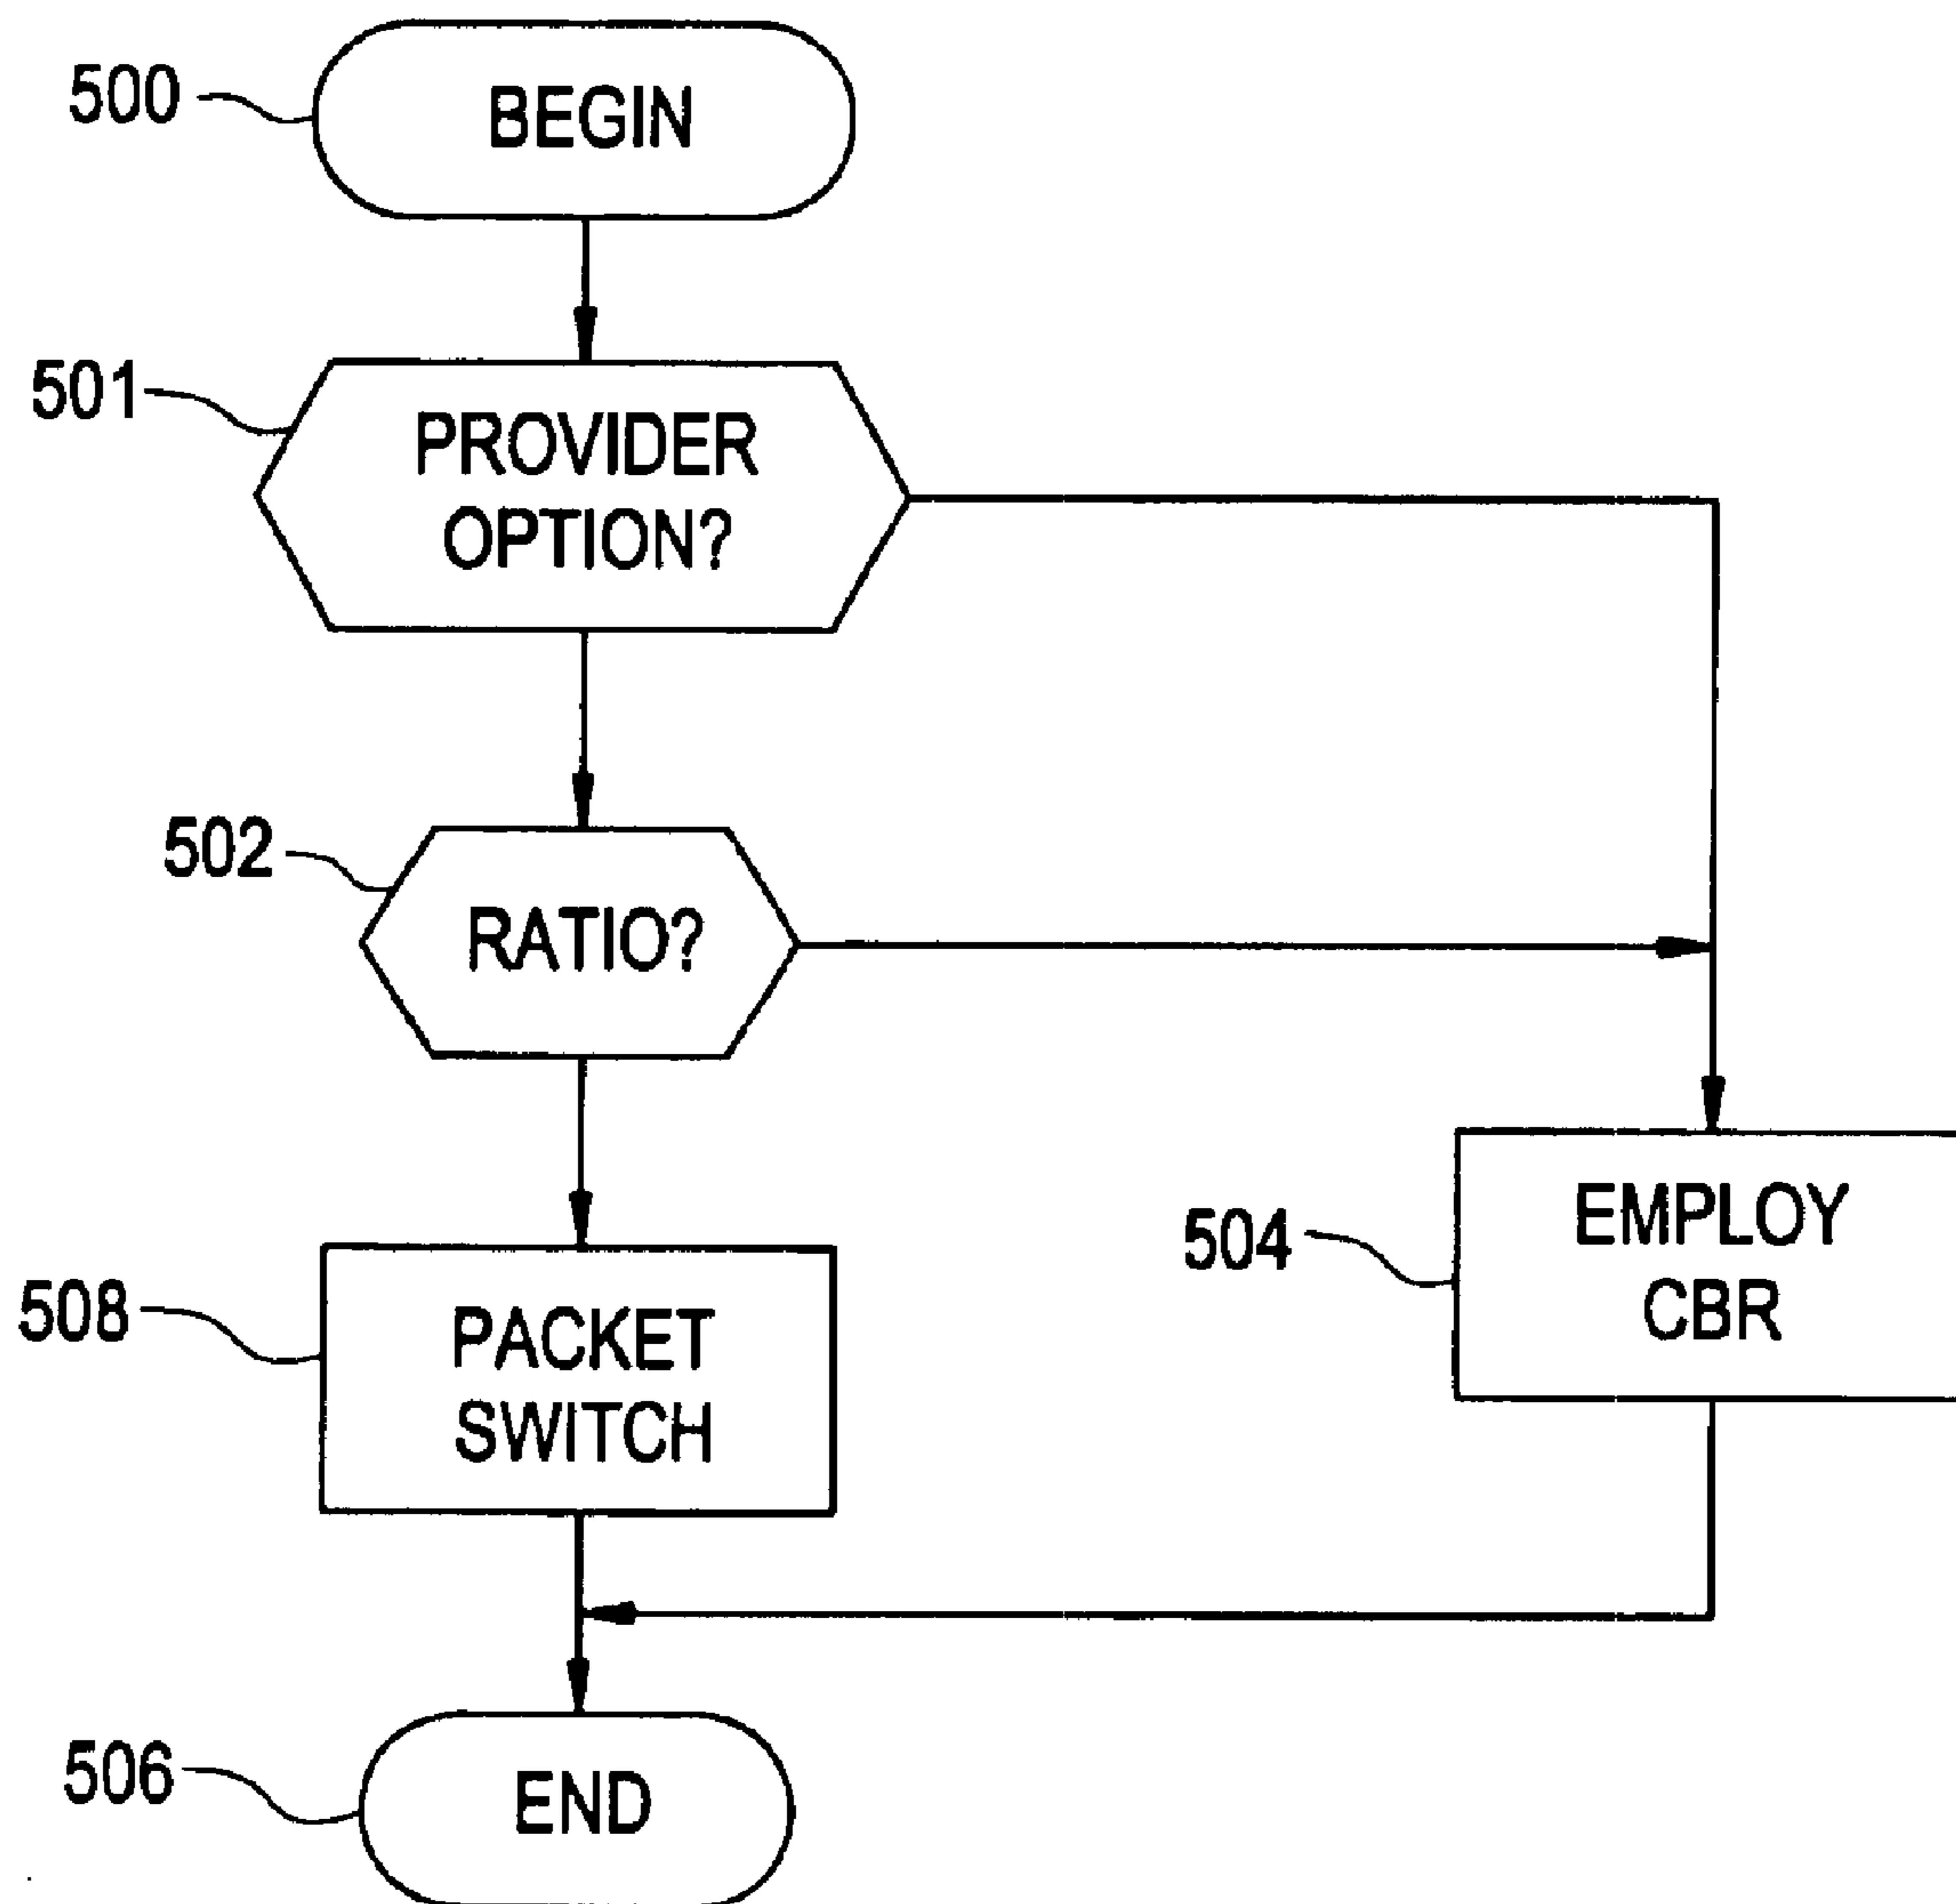 500
BEGIN
501
PROVIDER
OPTION?
502
RATIO?
504
EMPLOY
CBR
508
PACKET
SWITCH
506
END